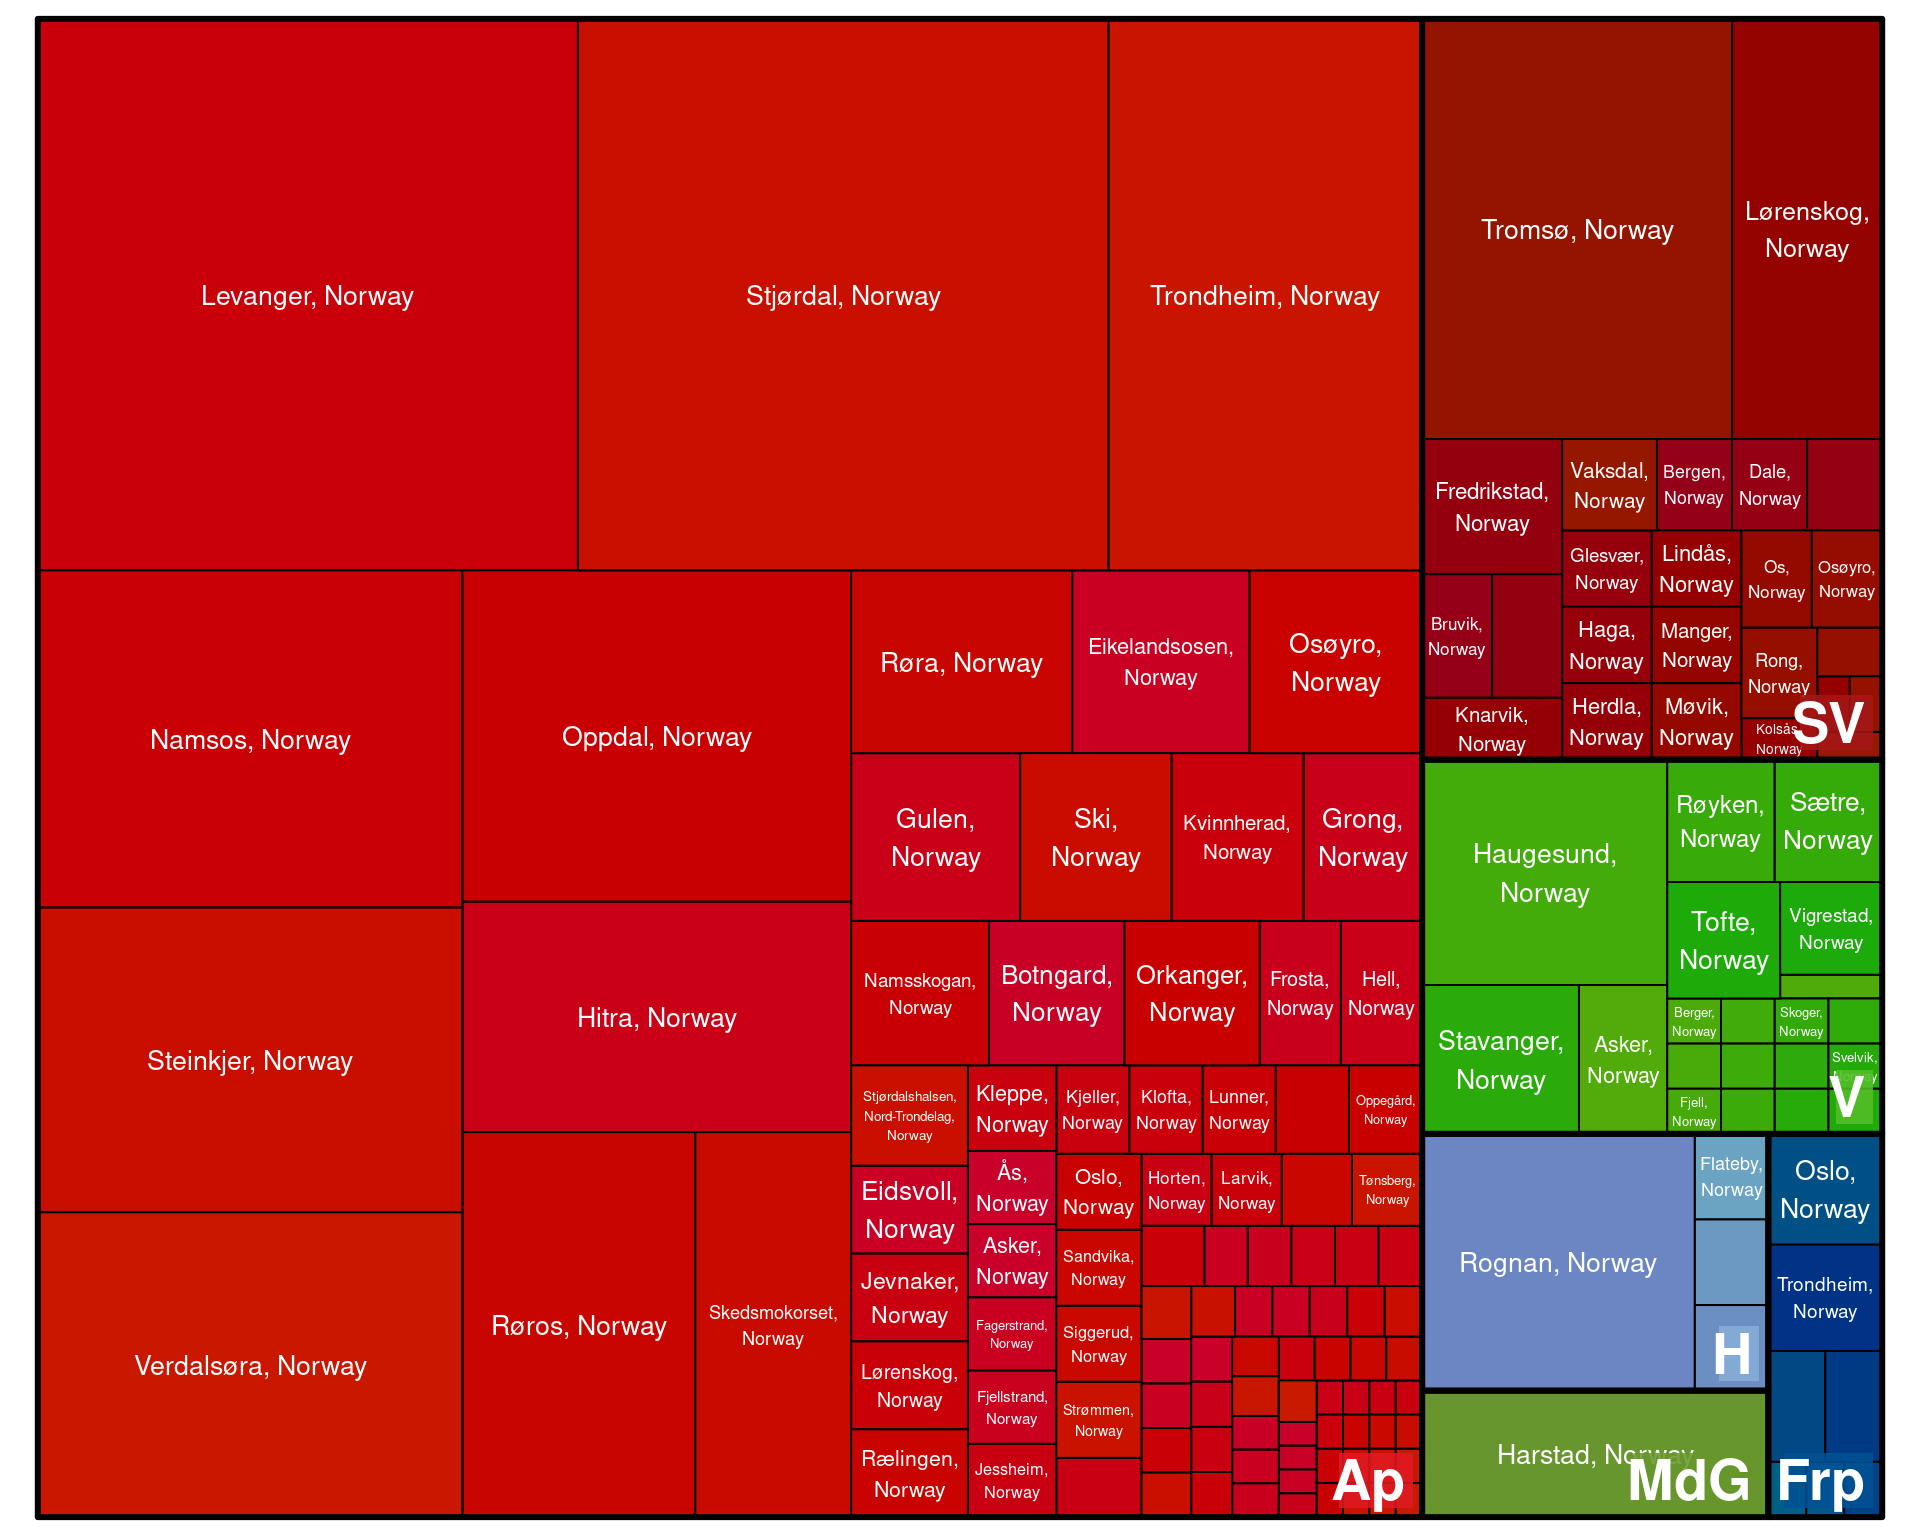 Levanger, Norway
Stjørdal, Norway
Trondheim, Norway
Namsos, Norway
Steinkjer, Norway
Verdalsøra, Norway
Oppdal, Norway
Hitra, Norway
Røros, Norway
Skedsmokorset,
Norway
Røra, Norway
Eikelandsosen,
Norway
Osøyro,
Norway
Gulen,
Norway
Ski,
Norway
Kvinnherad,
Norway
Grong,
Norway
Namsskogan,
Norway
Botngard,
Norway
Orkanger,
Norway
Frosta,
Norway
Hell,
Norway
Stjørdalshalsen,
Nord-Trondelag,
Norway
Eidsvoll,
Norway
Jevnaker,
Norway
Lørenskog,
Norway
Rælingen,
Norway
Kleppe,
Norway
Ås,
Norway
Asker,
Norway
Fagerstrand,
Norway
Fjellstrand,
Norway
Jessheim,
Norway
Kjeller,
Norway
Klofta,
Norway
Lunner,
Norway
Oppegård,
Norway
Oslo,
Norway
Horten,
Norway
Larvik,
Norway
Tønsberg,
Norway
Sandvika,
Norway
Siggerud,
Norway
Strømmen,
Norway
Ap
Tromsø, Norway
Lørenskog,
Norway
Fredrikstad,
Norway
Vaksdal,
Norway
Bergen,
Norway
Dale,
Norway
Bruvik,
Norway
Knarvik,
Norway
Glesvær,
Norway
Lindås,
Norway
Os,
Norway
Osøyro,
Norway
Haga,
Norway
Manger,
Norway
Rong,
Norway
Herdla,
Norway
Møvik,
Norway
Kolsås,
Norway
SV
Haugesund,
Norway
Røyken,
Norway
Sætre,
Norway
Tofte,
Norway
Vigrestad,
Norway
Stavanger,
Norway
Asker,
Norway
Berger,
Norway
Skoger,
Norway
Svelvik,
Fjell,
Norway
V
Rognan, Norway
Flateby,
Norway
H
Oslo,
Norway
Trondheim,
Norway
Frp
Harstad, Norway
MdG